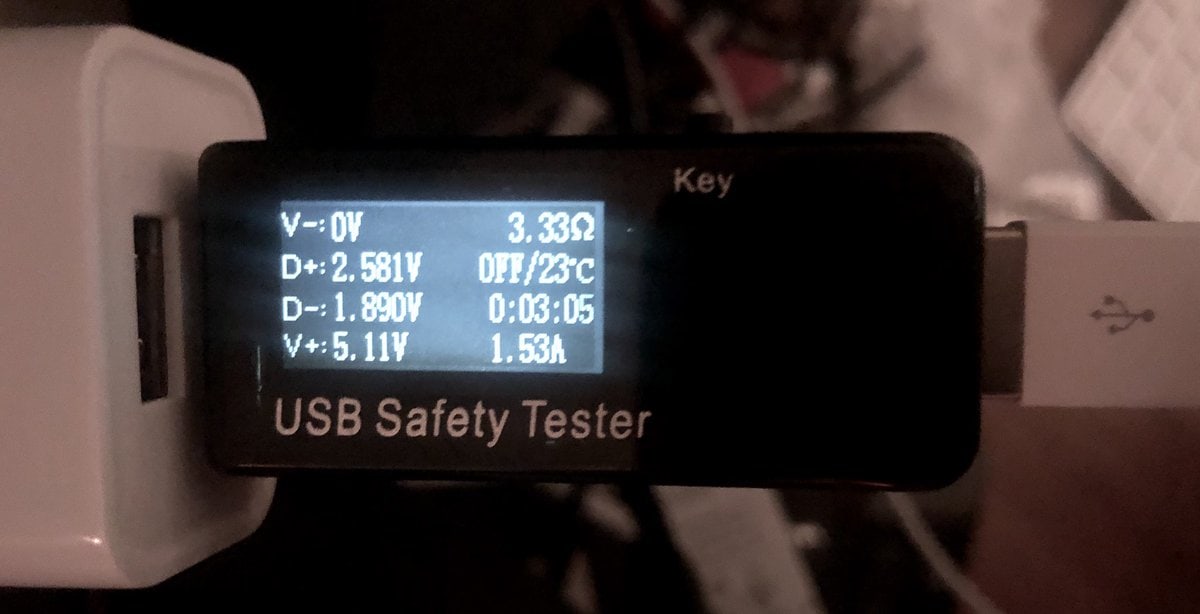 Key
V-:0V 3.33Ω
D+:2.581V OFF/23℃
D-:1.890V 0:03:05
V+:5.11V 1.53A
USB Safety Tester